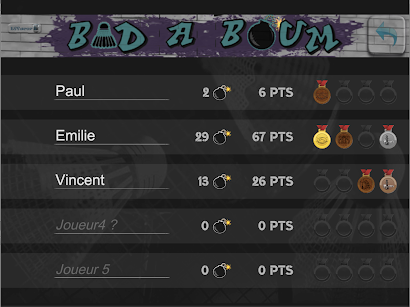 BAD A BOUM
Paul 2 6 PTS
Emilie 29 67 PTS
Vincent 13 26 PTS
Joueur4 ? 0 0 PTS
Joueur 5 0 0 PTS